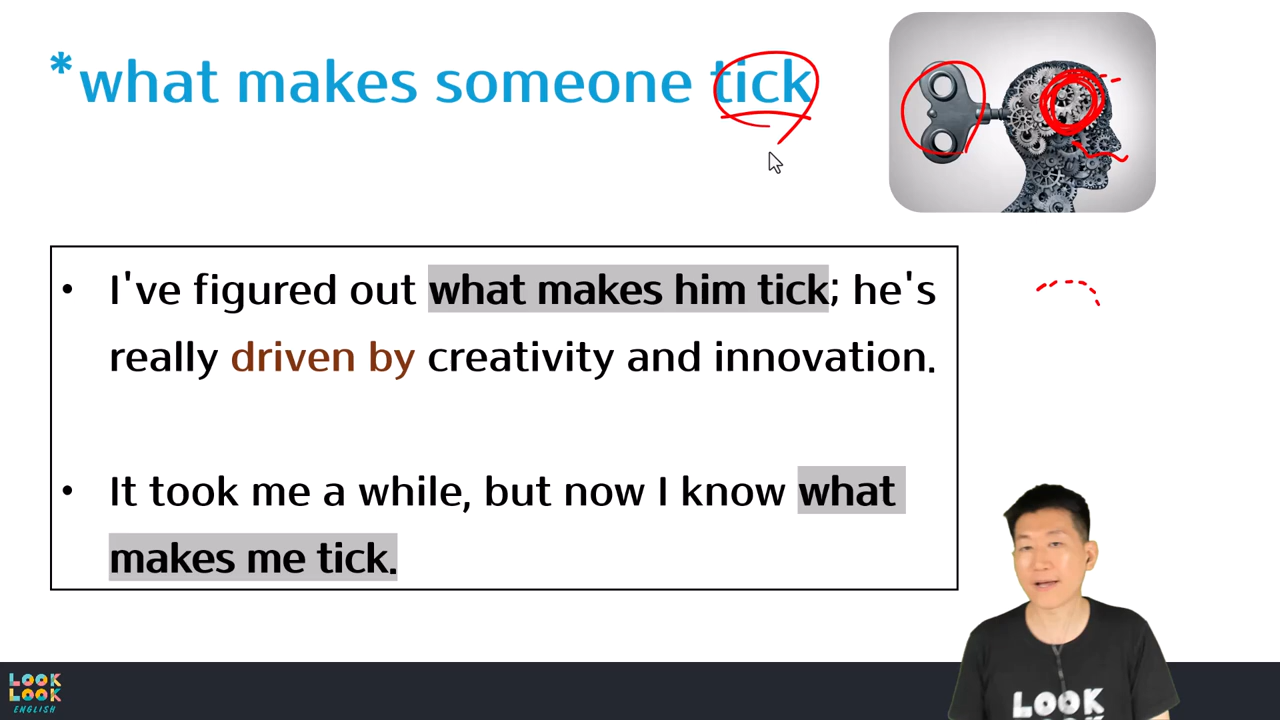 *what makes someone tick
• I've figured out what makes him tick; he's
really driven by creativity and innovation.
• It took me a while, but now I know what
makes me tick.
LOOK
LOOK
ENGLISH
LOOK